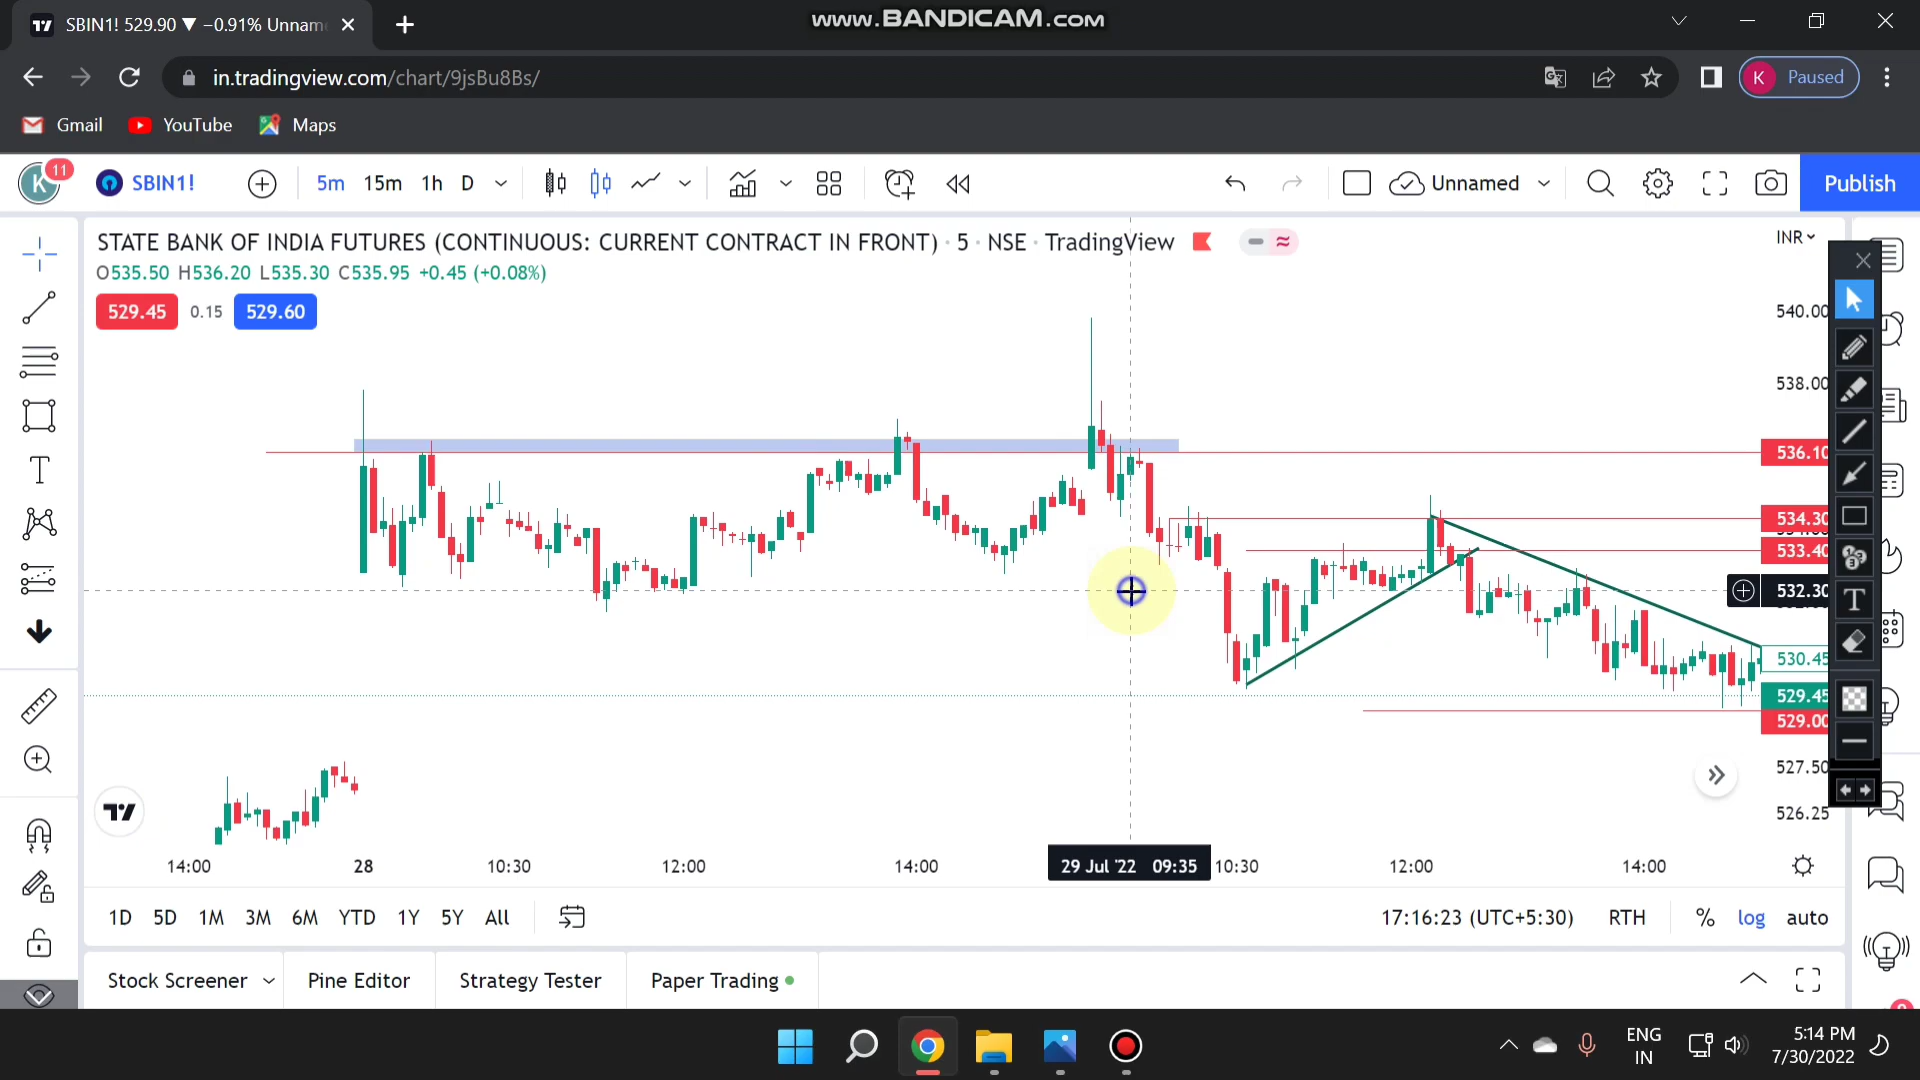 SBIN1! 529.90 ▼ −0.91% Unnam
www.BANDICAM.com
in.tradingview.com/chart/9jsBu8Bs/
K Paused
Gmail YouTube Maps
K 11 SBIN1! 5m 15m 1h D Unnamed Publish
STATE BANK OF INDIA FUTURES (CONTINUOUS: CURRENT CONTRACT IN FRONT) · 5 · NSE · TradingView
INR
O535.50 H536.20 L535.30 C535.95 +0.45 (+0.08%)
529.45 0.15 529.60
540.00
538.00
536.10
534.30
533.40
532.30
530.45
529.45
529.00
527.50
526.25
14:00 28 10:30 12:00 14:00 29 Jul '22 09:35 10:30 12:00 14:00
1D 5D 1M 3M 6M YTD 1Y 5Y All 17:16:23 (UTC+5:30) RTH % log auto
Stock Screener Pine Editor Strategy Tester Paper Trading
ENG
IN
5:14 PM
7/30/2022